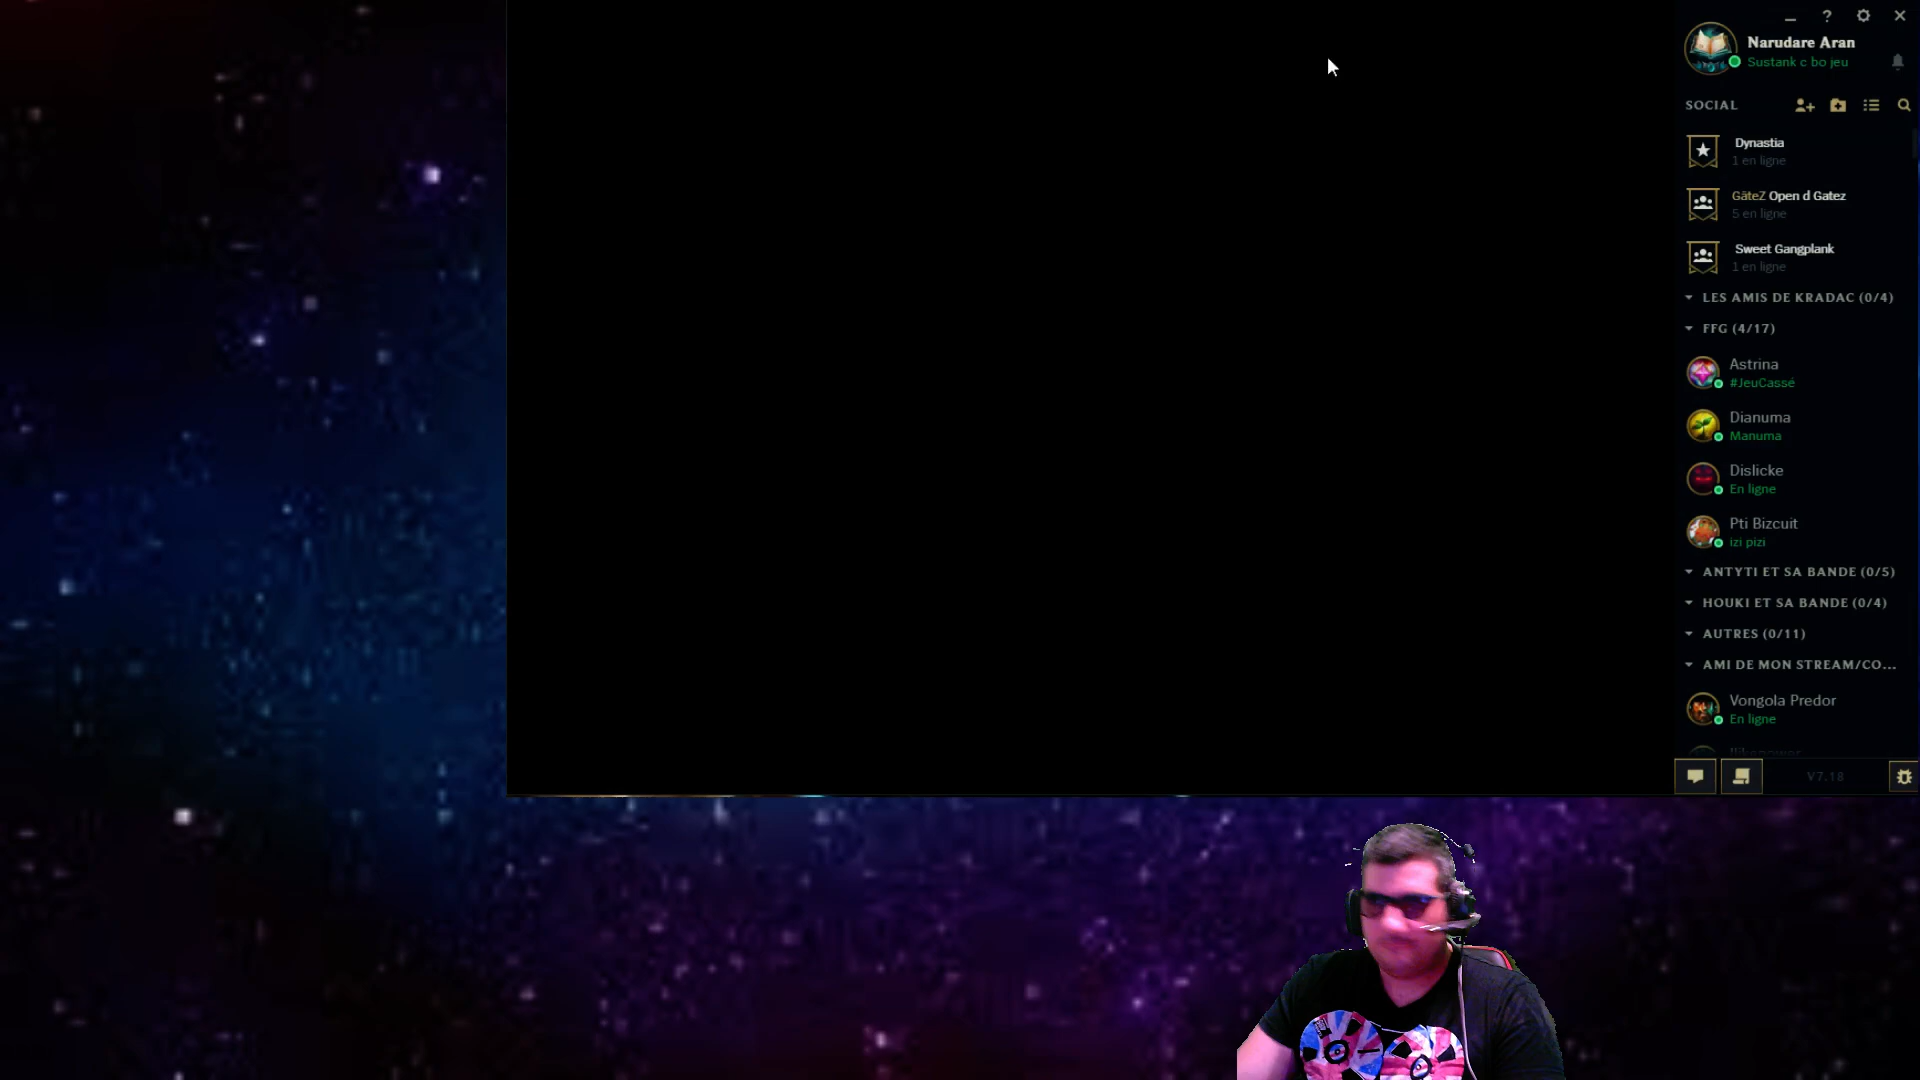 ?
Narudare Aran
Sustank c bo jeu
SOCIAL
Dynastia
1 en ligne
GâteZ Open d Gatez
5 en ligne
Sweet Gangplank
1 en ligne
LES AMIS DE KRADAC (0/4)
FFG (4/17)
Astrina
#JeuCassé
Dianuma
Manuma
Dislicke
En ligne
Pti Bizcuit
izi pizi
ANTYTI ET SA BANDE (0/5)
HOUKI ET SA BANDE (0/4)
AUTRES (0/11)
AMI DE MON STREAM/CO...
Vongola Predor
En ligne
V7.18